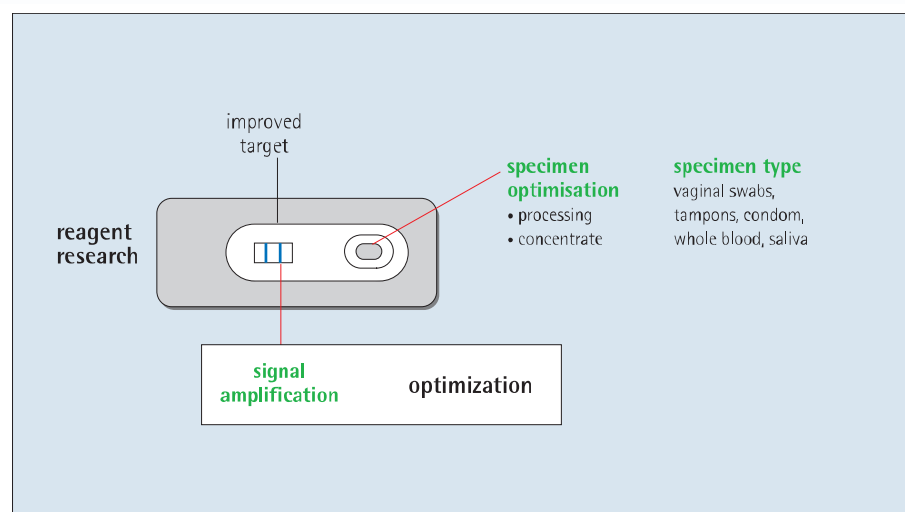 improved
target
specimen
optimisation
• processing
• concentrate
specimen type
vaginal swabs,
tampons, condom,
whole blood, saliva
reagent
research
signal
amplification
optimization